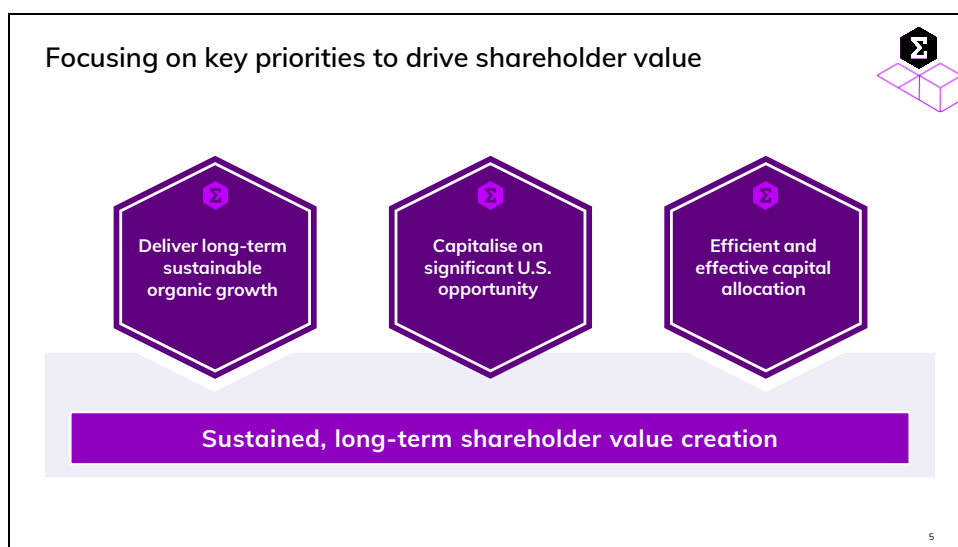 Focusing on key priorities to drive shareholder value
Σ
Σ
Deliver long-term
sustainable
organic growth
Σ
Capitalise on
significant U.S.
opportunity
Σ
Efficient and
effective capital
allocation
Sustained, long-term shareholder value creation
5